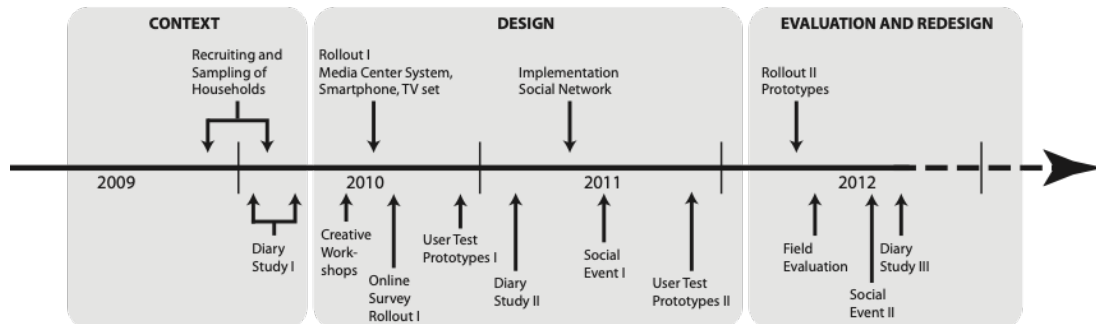 CONTEXT
DESIGN
EVALUATION AND REDESIGN
Recruiting and
Sampling of
Households
Rollout I
Media Center System,
Smartphone, TV set
Implementation
Social Network
Rollout II
Prototypes
2009
2010
2011
2012
Diary
Study I
Creative
Work-
shops
Online
Survey
Rollout I
User Test
Prototypes I
Diary
Study II
Social
Event I
User Test
Prototypes II
Field
Evaluation
Social
Event II
Diary
Study III